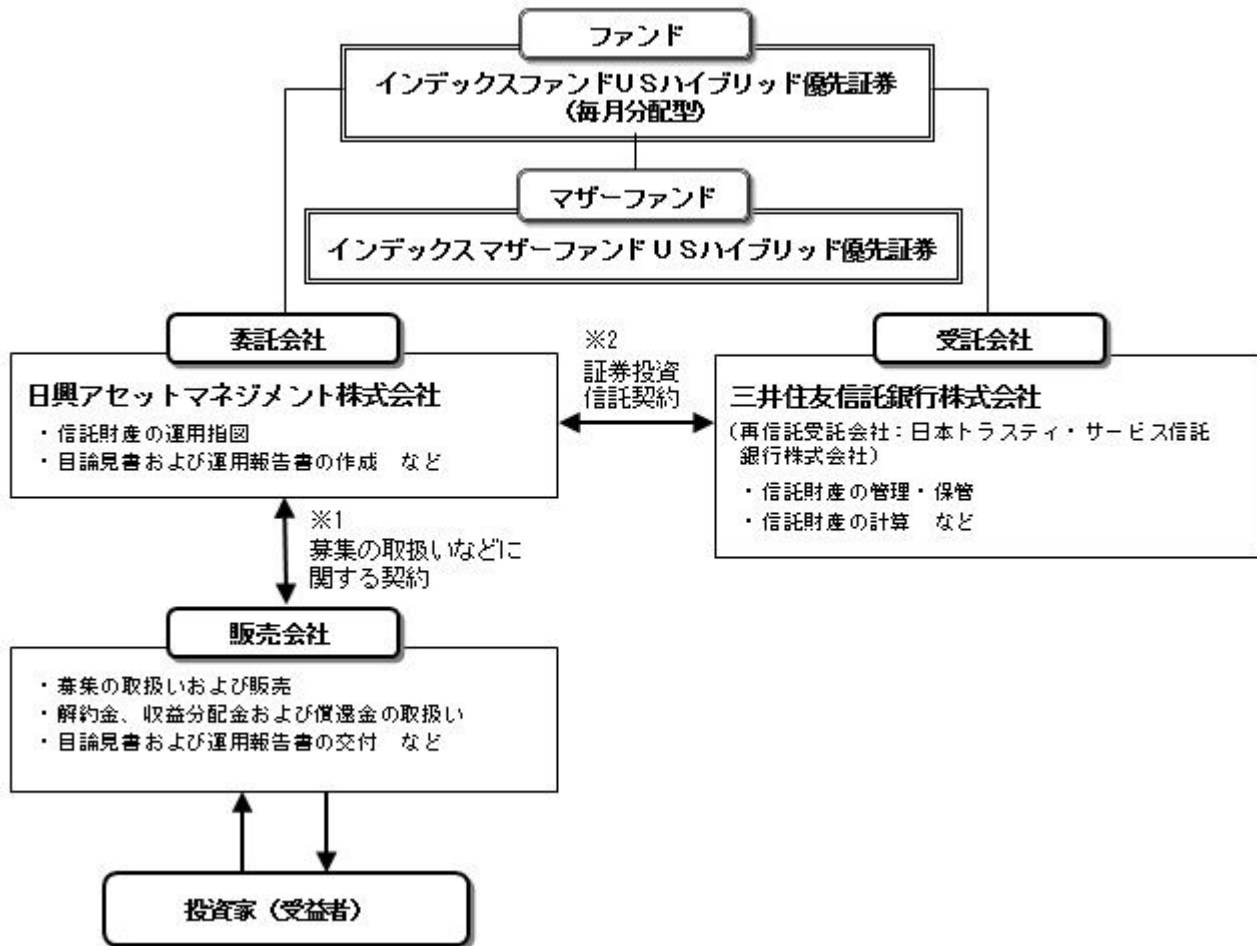 ファンド
インデックスファンドUSハイブリッド優先証券
(毎月分配型)
マザーファンド
インデックスマザーファンドUSハイブリッド優先証券
委託会社
日興アセットマネジメント株式会社
・信託財産の運用指図
・目論見書および運用報告書の作成 など
※2
証券投資
信託契約
受託会社
三井住友信託銀行株式会社
(再信託受託会社:日本トラスティ・サービス信託
銀行株式会社)
・信託財産の管理・保管
・信託財産の計算 など
※1
募集の取扱いなどに
関する契約
販売会社
・募集の取扱いおよび販売
・解約金、収益分配金および償還金の取扱い
・目論見書および運用報告書の交付 など
投資家(受益者)